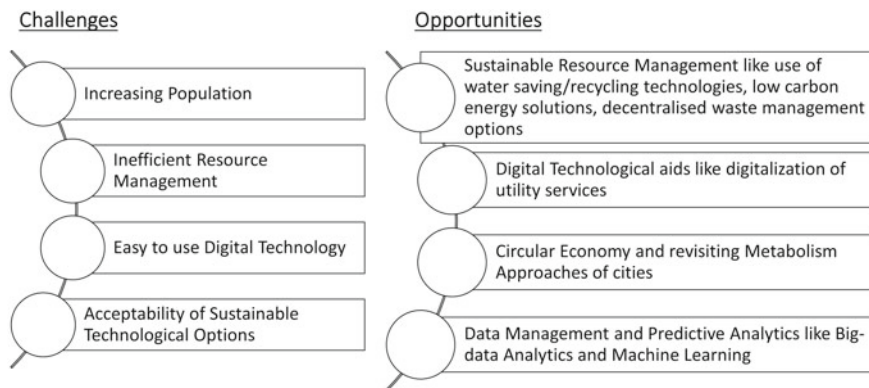 Challenges
Increasing Population
Inefficient Resource
Management
Easy to use Digital Technology
Acceptability of Sustainable
Technological Options
Opportunities
Sustainable Resource Management like use of
water saving/recycling technologies, low carbon
energy solutions, decentralised waste management
options
Digital Technological aids like digitalization of
utility services
Circular Economy and revisiting Metabolism
Approaches of cities
Data Management and Predictive Analytics like Big-
data Analytics and Machine Learning